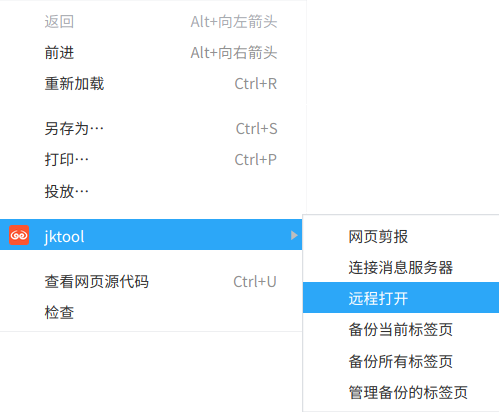 返回 Alt+向左箭头
前进 Alt+向右箭头
重新加载 Ctrl+R
另存为… Ctrl+S
打印… Ctrl+P
投放…
jktool
网页剪报
查看网页源代码 Ctrl+U
连接消息服务器
检查
远程打开
备份当前标签页
备份所有标签页
管理备份的标签页